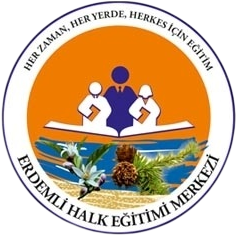 HER ZAMAN, HER YERDE, HERKES İÇİN EĞİTİM
ERDEMLİ HALK EĞİTİMİ MERKEZİ